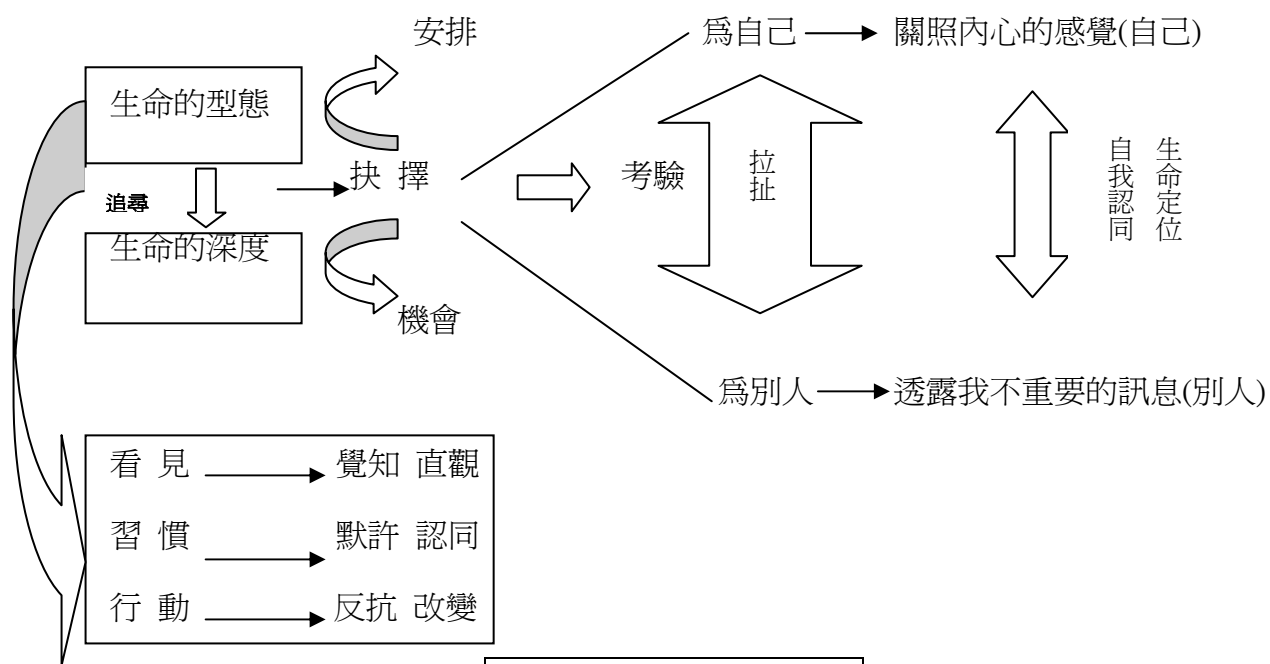 安排
為自己
關照內心的感覺(自己)
生命的型態
追尋
抉 擇
考驗
拉扯
自我認同
生命定位
生命的深度
機會
為別人
透露我不重要的訊息(別人)
看 見
覺知 直觀
習 慣
默許 認同
行 動
反抗 改變